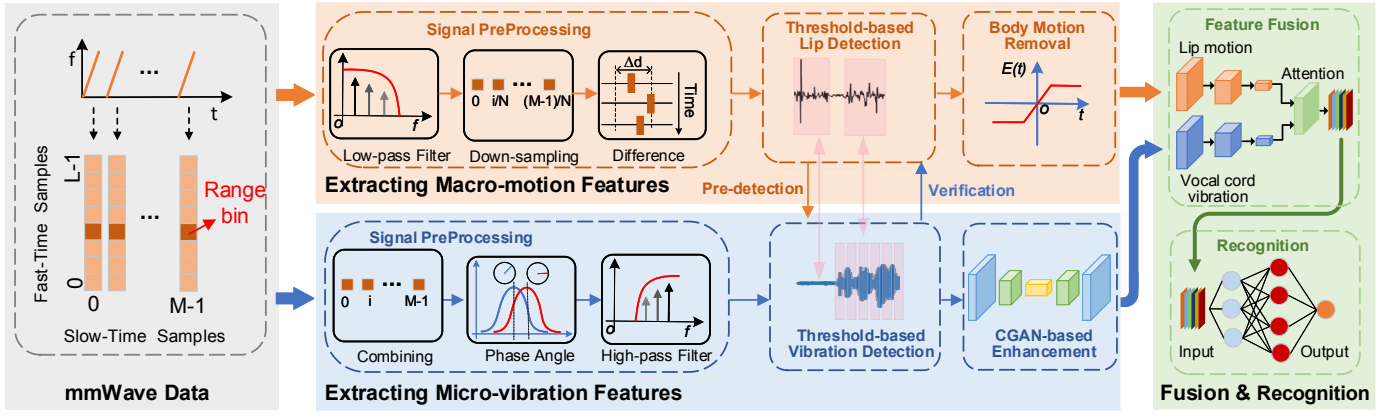 f
t
...
L-1
Fast-Time Samples
0
Range
bin
...
0
M-1
Slow-Time Samples
mmWave Data
Signal PreProcessing
o
f
Low-pass Filter
...
0 i/N (M-1)/N
Down-sampling
Δd
Time
Difference
Extracting Macro-motion Features
Threshold-based
Lip Detection
Body Motion
Removal
E(t)
O
t
Pre-detection
Verification
Signal PreProcessing
...
0 i M-1
Combining
Phase Angle
o
f
High-pass Filter
Extracting Micro-vibration Features
Threshold-based
Vibration Detection
CGAN-based
Enhancement
Feature Fusion
Lip motion
Attention
Vocal cord
vibration
Recognition
Input
Output
Fusion & Recognition